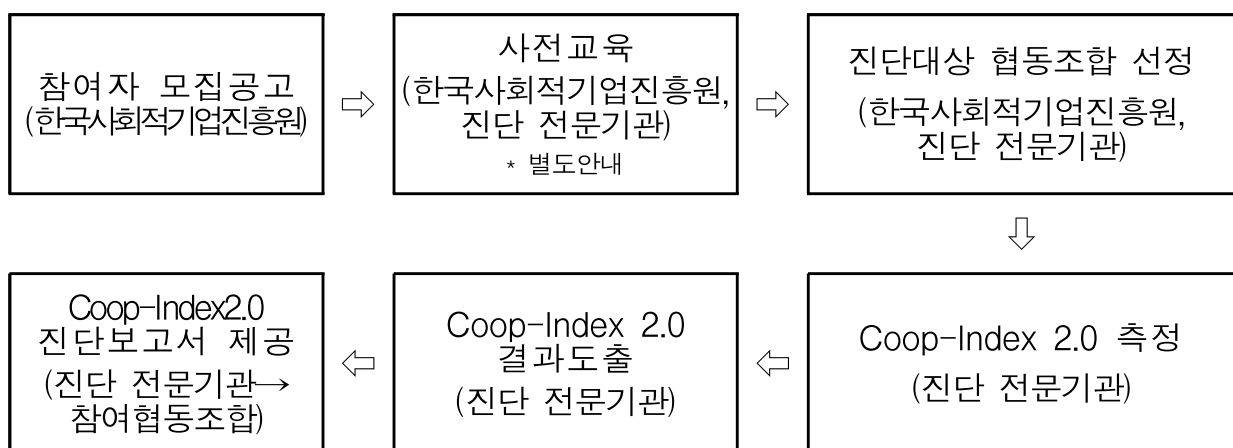 참여자 모집공고
(한국사회적기업진흥원)
사전교육
(한국사회적기업진흥원,
진단 전문기관)
* 별도안내
진단대상 협동조합 선정
(한국사회적기업진흥원,
진단 전문기관)
Coop-Index 2.0 측정
(진단 전문기관)
Coop-Index 2.0
결과도출
(진단 전문기관)
Coop-Index2.0
진단보고서 제공
(진단 전문기관→
참여협동조합)